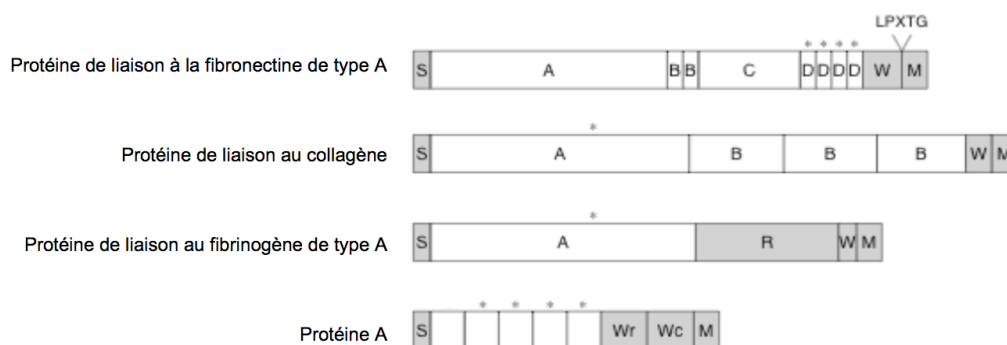 LPXTG
Protéine de liaison à la fibronectine de type A S A B B C * D * D * D * D W M
Protéine de liaison au collagène S * A B B B W M
Protéine de liaison au fibrinogène de type A S * A R W M
Protéine A S * * * * Wr Wc M